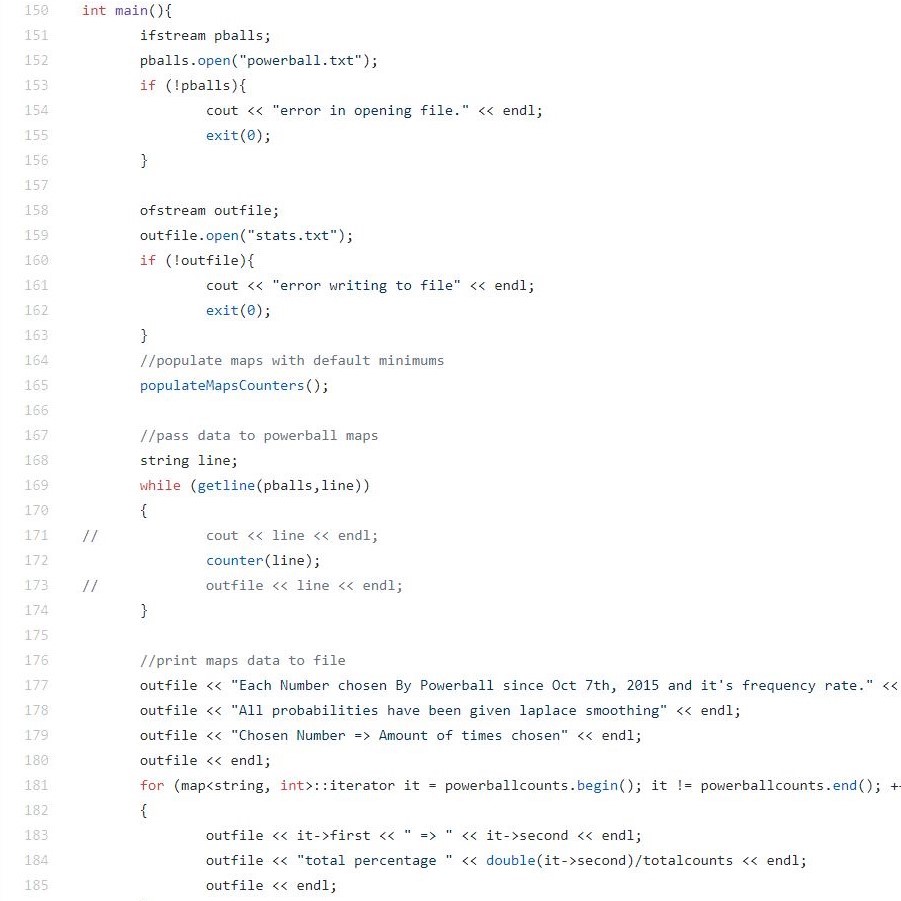 150 int main(){
151 ifstream pballs;
152 pballs.open("powerball.txt");
153 if (!pballs){
154 cout << "error in opening file." << endl;
155 exit(0);
156 }
157
158 ofstream outfile;
159 outfile.open("stats.txt");
160 if (!outfile){
161 cout << "error writing to file" << endl;
162 exit(0);
163 }
164 //populate maps with default minimums
165 populateMapsCounters();
166
167 //pass data to powerball maps
168 string line;
169 while (getline(pballs,line))
170 {
171 // cout << line << endl;
172 counter(line);
173 // outfile << line << endl;
174 }
175
176 //print maps data to file
177 outfile << "Each Number chosen By Powerball since Oct 7th, 2015 and it's frequency rate." <<
178 outfile << "All probabilities have been given laplace smoothing" << endl;
179 outfile << "Chosen Number => Amount of times chosen" << endl;
180 outfile << endl;
181 for (map<string, int>::iterator it = powerballcounts.begin(); it != powerballcounts.end(); +
182 {
183 outfile << it->first << " => " << it->second << endl;
184 outfile << "total percentage " << double(it->second)/totalcounts << endl;
185 outfile << endl;